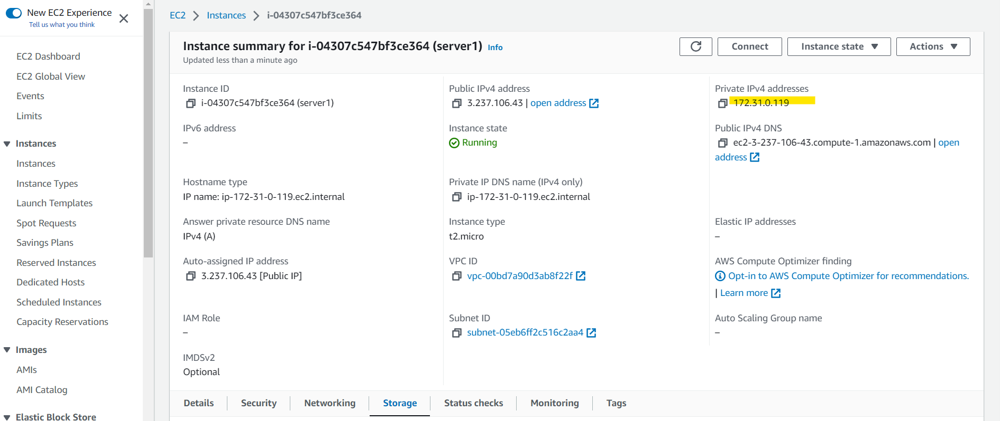 New EC2 Experience
Tell us what you think
EC2 Dashboard
EC2 Global View
Events
Limits
Instances
Instances
Instance Types
Launch Templates
Spot Requests
Savings Plans
Reserved Instances
Dedicated Hosts
Scheduled Instances
Capacity Reservations
Images
AMIs
AMI Catalog
Elastic Block Store
EC2 > Instances > i-04307c547bf3ce364
Instance summary for i-04307c547bf3ce364 (server1) Info
Updated less than a minute ago
Connect
Instance state
Actions
Instance ID
i-04307c547bf3ce364 (server1)
Public IPv4 address
3.237.106.43 | open address
Private IPv4 addresses
172.31.0.119
IPv6 address
–
Instance state
Running
Public IPv4 DNS
ec2-3-237-106-43.compute-1.amazonaws.com | open
address
Hostname type
IP name: ip-172-31-0-119.ec2.internal
Private IP DNS name (IPv4 only)
ip-172-31-0-119.ec2.internal
Answer private resource DNS name
IPv4 (A)
Instance type
t2.micro
Elastic IP addresses
–
Auto-assigned IP address
3.237.106.43 [Public IP]
VPC ID
vpc-00bd7a90d3ab8f22f
AWS Compute Optimizer finding
Opt-in to AWS Compute Optimizer for recommendations.
| Learn more
IAM Role
–
Subnet ID
subnet-05eb6ff2c516c2aa4
Auto Scaling Group name
–
IMDSv2
Optional
Details
Security
Networking
Storage
Status checks
Monitoring
Tags